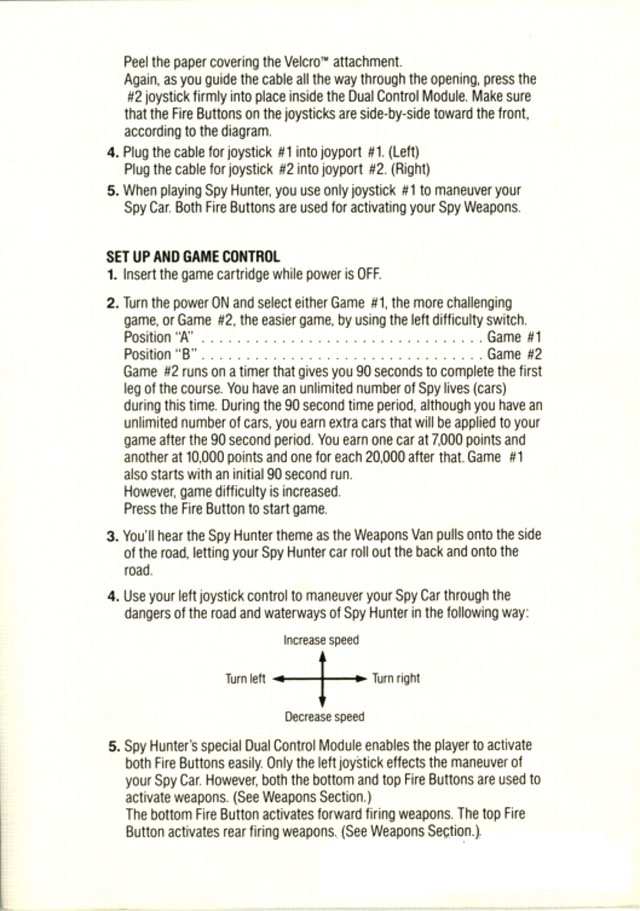 Peel the paper covering the Velcro™ attachment.
Again, as you guide the cable all the way through the opening, press the
#2 joystick firmly into place inside the Dual Control Module. Make sure
that the Fire Buttons on the joysticks are side-by-side toward the front,
according to the diagram.
4. Plug the cable for joystick #1 into joyport #1. (Left)
Plug the cable for joystick #2 into joyport #2. (Right)
5. When playing Spy Hunter, you use only joystick #1 to maneuver your
Spy Car. Both Fire Buttons are used for activating your Spy Weapons.
SET UP AND GAME CONTROL
1. Insert the game cartridge while power is OFF.
2. Turn the power ON and select either Game #1, the more challenging
game, or Game #2, the easier game, by using the left difficulty switch.
Position "A" . . . . . . . . . . . . . . . . . . . . . . . . . . . . . . . . Game #1
Position "B" . . . . . . . . . . . . . . . . . . . . . . . . . . . . . . . . Game #2
Game #2 runs on a timer that gives you 90 seconds to complete the first
leg of the course. You have an unlimited number of Spy lives (cars)
during this time. During the 90 second time period, although you have an
unlimited number of cars, you earn extra cars that will be applied to your
game after the 90 second period. You earn one car at 7,000 points and
another at 10,000 points and one for each 20,000 after that. Game #1
also starts with an initial 90 second run.
However, game difficulty is increased.
Press the Fire Button to start game.
3. You'll hear the Spy Hunter theme as the Weapons Van pulls onto the side
of the road, letting your Spy Hunter car roll out the back and onto the
road.
4. Use your left joystick control to maneuver your Spy Car through the
dangers of the road and waterways of Spy Hunter in the following way:
Increase speed
Turn left Turn right
Decrease speed
5. Spy Hunter's special Dual Control Module enables the player to activate
both Fire Buttons easily. Only the left joystick effects the maneuver of
your Spy Car. However, both the bottom and top Fire Buttons are used to
activate weapons. (See Weapons Section.)
The bottom Fire Button activates forward firing weapons. The top Fire
Button activates rear firing weapons. (See Weapons Section.).